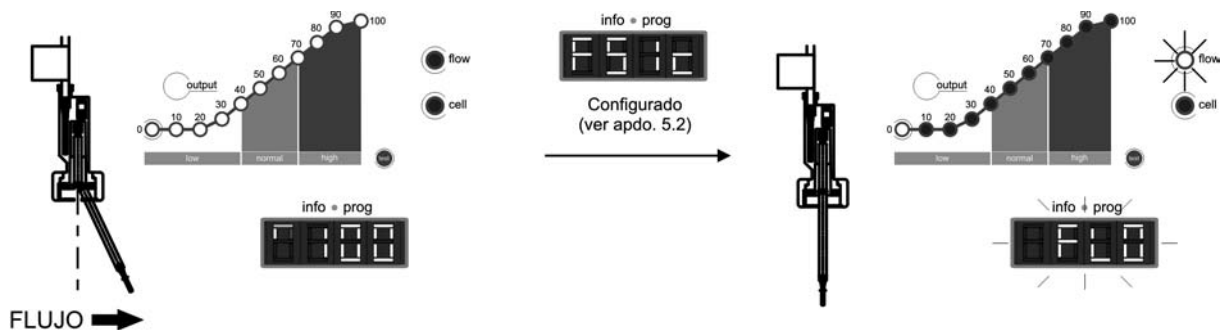 100
90
80
70
60
50
40
30
20
10
0
output
low
normal
high
test
flow
cell
info • prog
100
FLUJO
info • prog
Configurado
(ver apdo. 5.2)
100
90
80
70
60
50
40
30
20
10
0
output
low
normal
high
test
flow
cell
info • prog
FLO